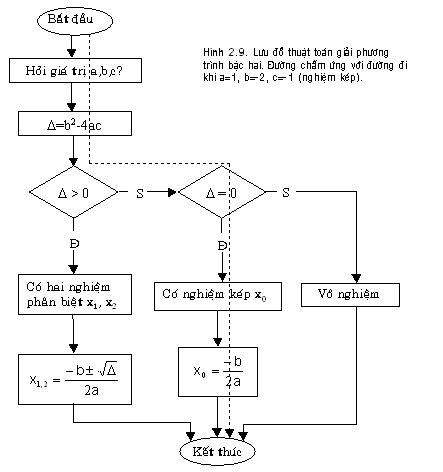 Bắt đầu
Hỏi giá trị a,b,c?
Hình 2.9. Lưu đồ thuật toán giải phương
trình bậc hai. Đường chấm ứng với đường đi
khi a=1, b=-2, c=-1 (nghiệm kép).
Δ=b²-4ac
Δ > 0
S
Δ = 0
S
Đ
Đ
Có hai nghiệm
phân biệt x₁, x₂
Có nghiệm kép x₀
Vô nghiệm
x₁,₂ = (-b ± √Δ) / 2a
x₀ = -b / 2a
Kết thúc